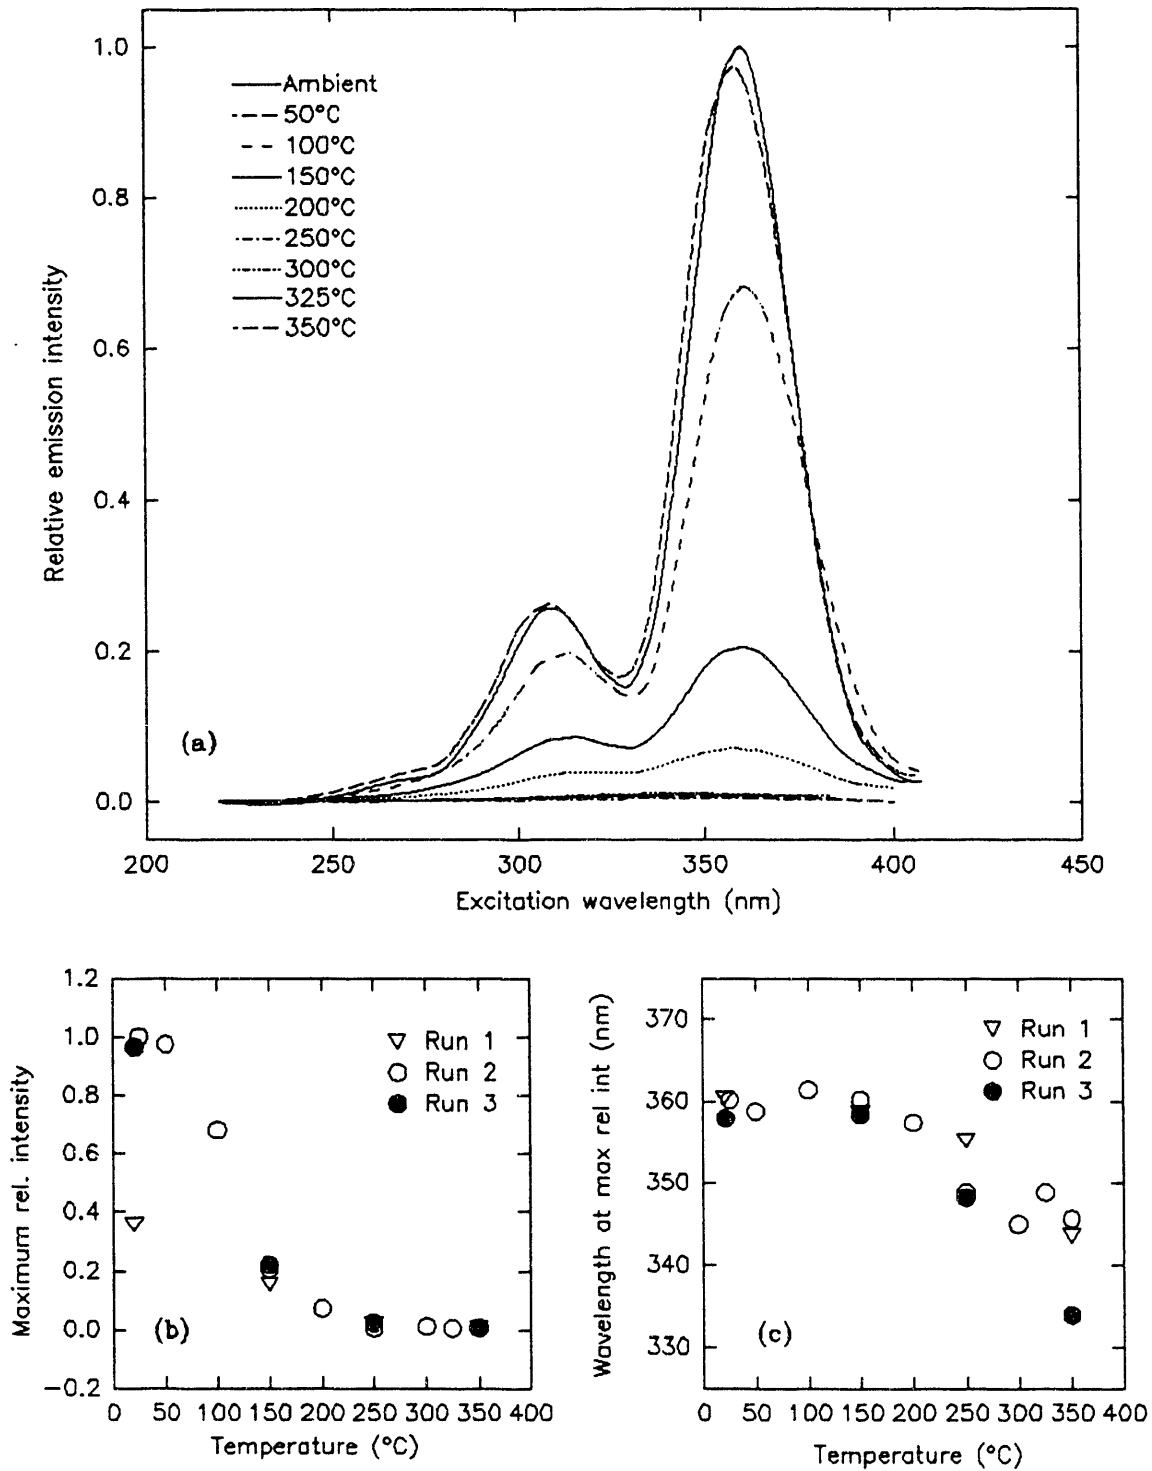 1.0
0.8
0.6
0.4
0.2
0.0
Relative emission intensity
Ambient
50°C
100°C
150°C
200°C
250°C
300°C
325°C
350°C
(a)
200 250 300 350 400 450
Excitation wavelength (nm)
1.2
1.0
0.8
0.6
0.4
0.2
0.0
−0.2
Maximum rel. intensity
Run 1
Run 2
Run 3
(b)
0 50 100 150 200 250 300 350 400
Temperature (°C)
370
360
350
340
330
Wavelength at max rel int (nm)
Run 1
Run 2
Run 3
(c)
0 50 100 150 200 250 300 350 400
Temperature (°C)